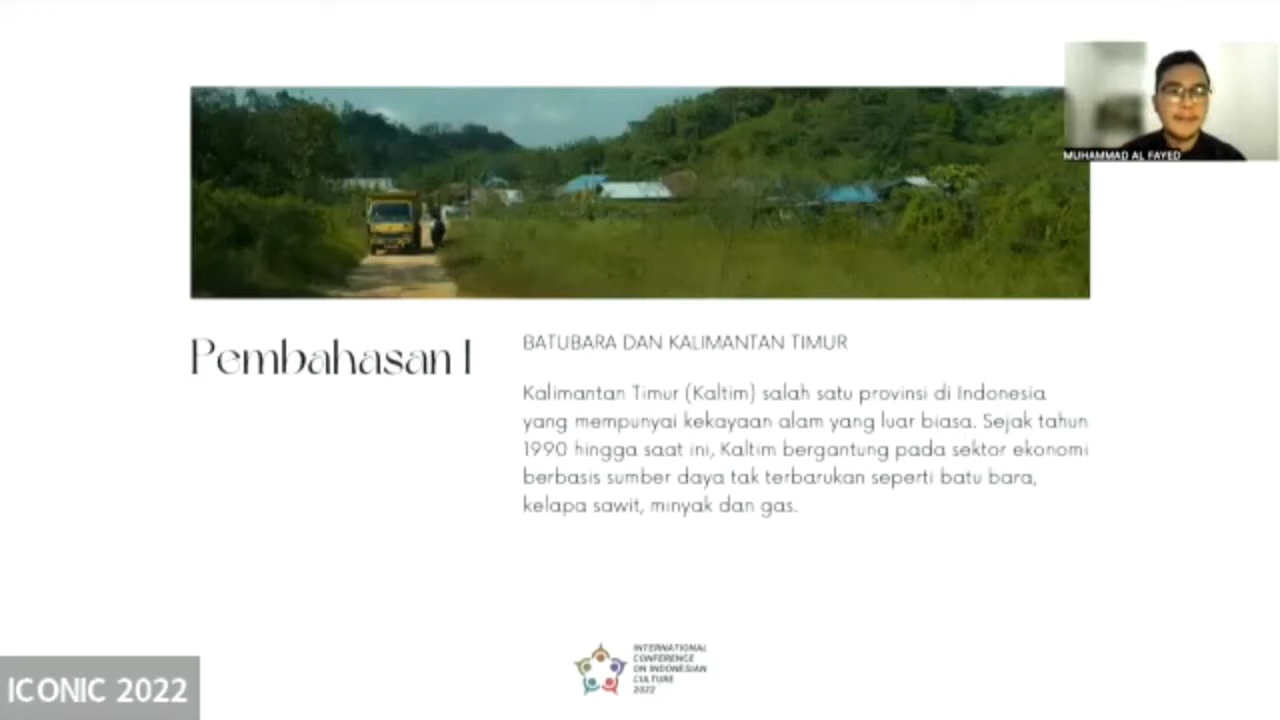 MUHAMMAD AL FAYED
Pembahasan I
BATUBARA DAN KALIMANTAN TIMUR
Kalimantan Timur (Kaltim) salah satu provinsi di Indonesia
yang mempunyai kekayaan alam yang luar biasa. Sejak tahun
1990 hingga saat ini, Kaltim bergantung pada sektor ekonomi
berbasis sumber daya tak terbarukan seperti batu bara,
kelapa sawit, minyak dan gas.
INTERNATIONAL
CONFERENCE
ON INDONESIAN
CULTURE
2022
ICONIC 2022